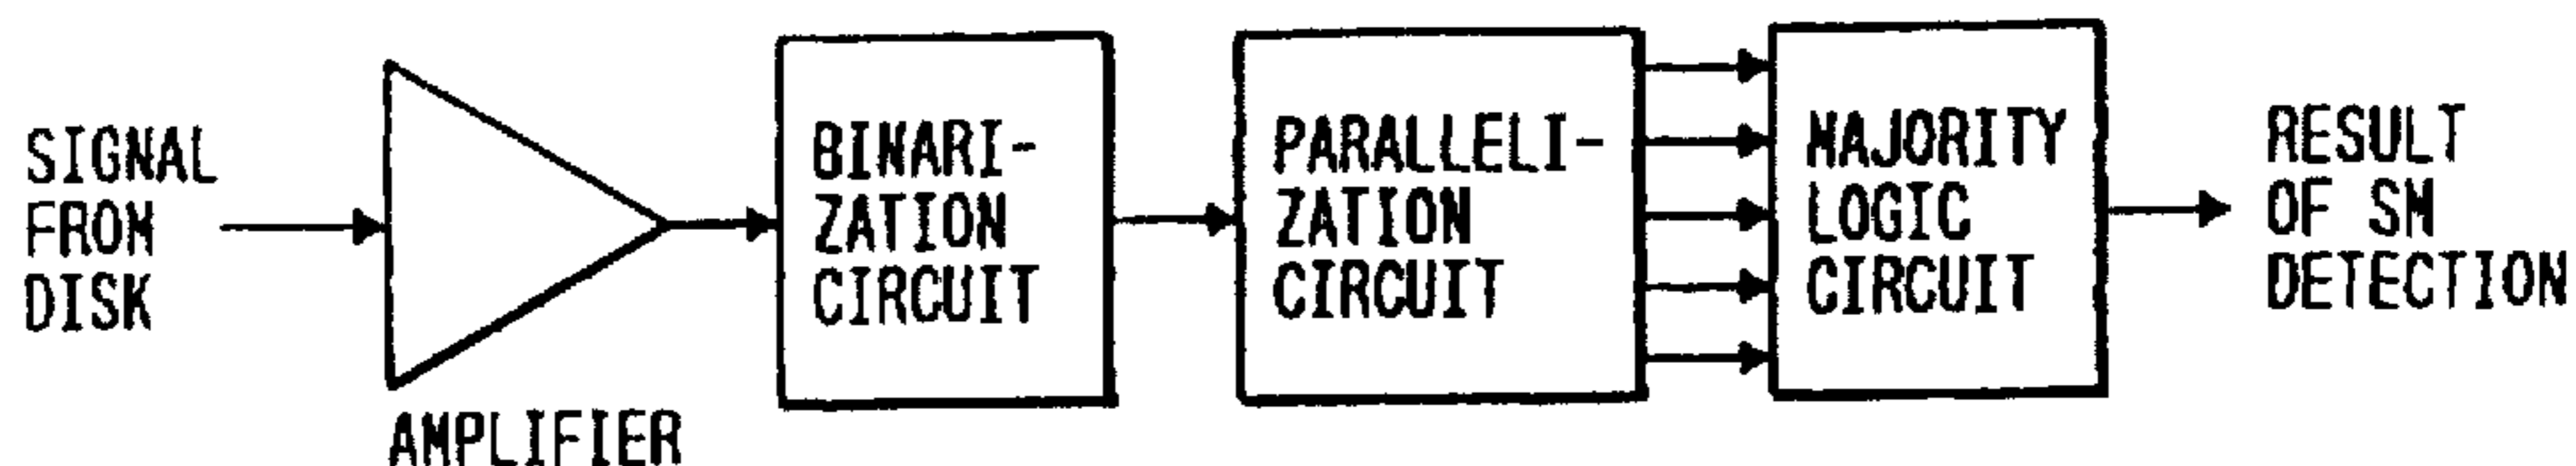 SIGNAL
FROM
DISK
AMPLIFIER
BINARI-
ZATION
CIRCUIT
PARALLELI-
ZATION
CIRCUIT
MAJORITY
LOGIC
CIRCUIT
RESULT
OF SM
DETECTION